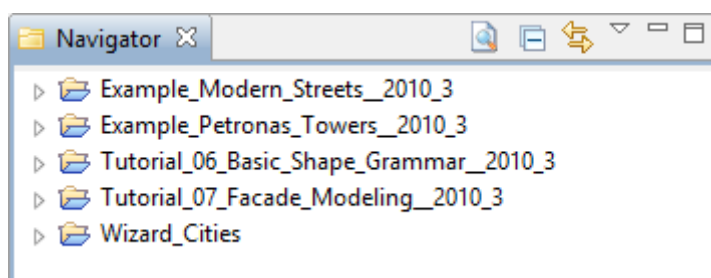 Navigator
Example_Modern_Streets__2010_3
Example_Petronas_Towers__2010_3
Tutorial_06_Basic_Shape_Grammar__2010_3
Tutorial_07_Facade_Modeling__2010_3
Wizard_Cities